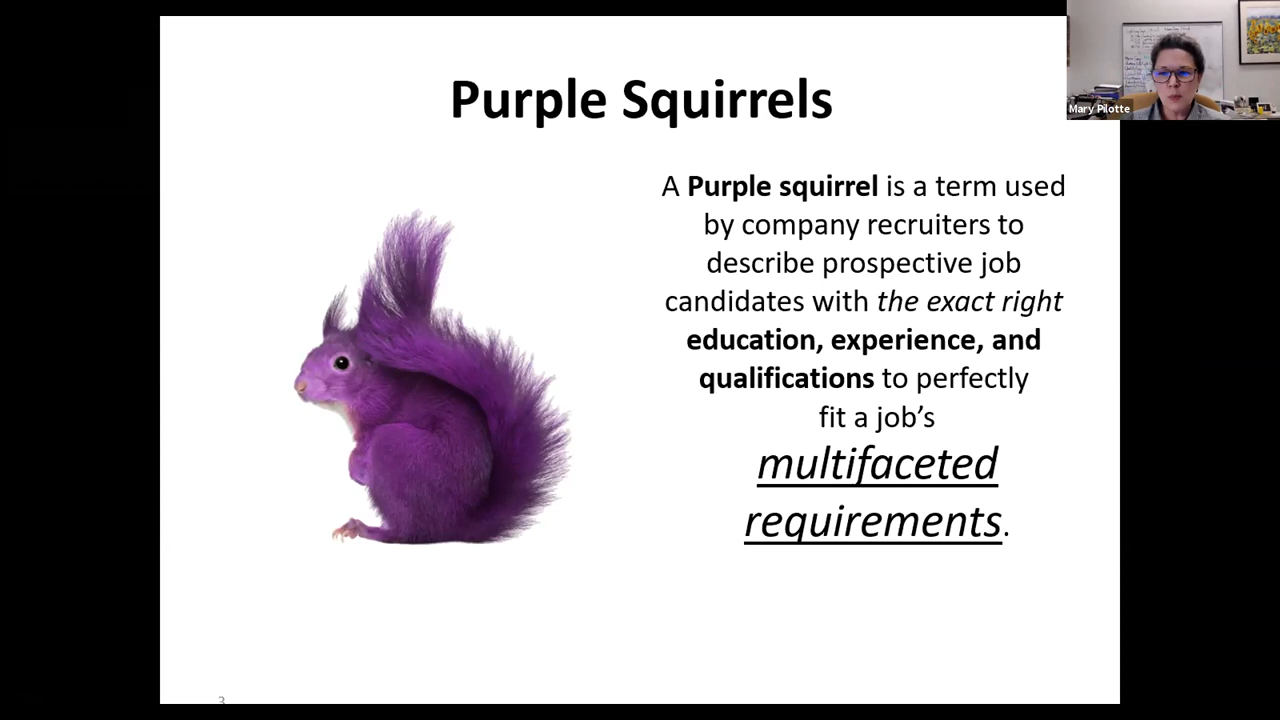 Purple Squirrels
A Purple squirrel is a term used
by company recruiters to
describe prospective job
candidates with the exact right
education, experience, and
qualifications to perfectly
fit a job’s
multifaceted
requirements.
3
Mary Pilotte